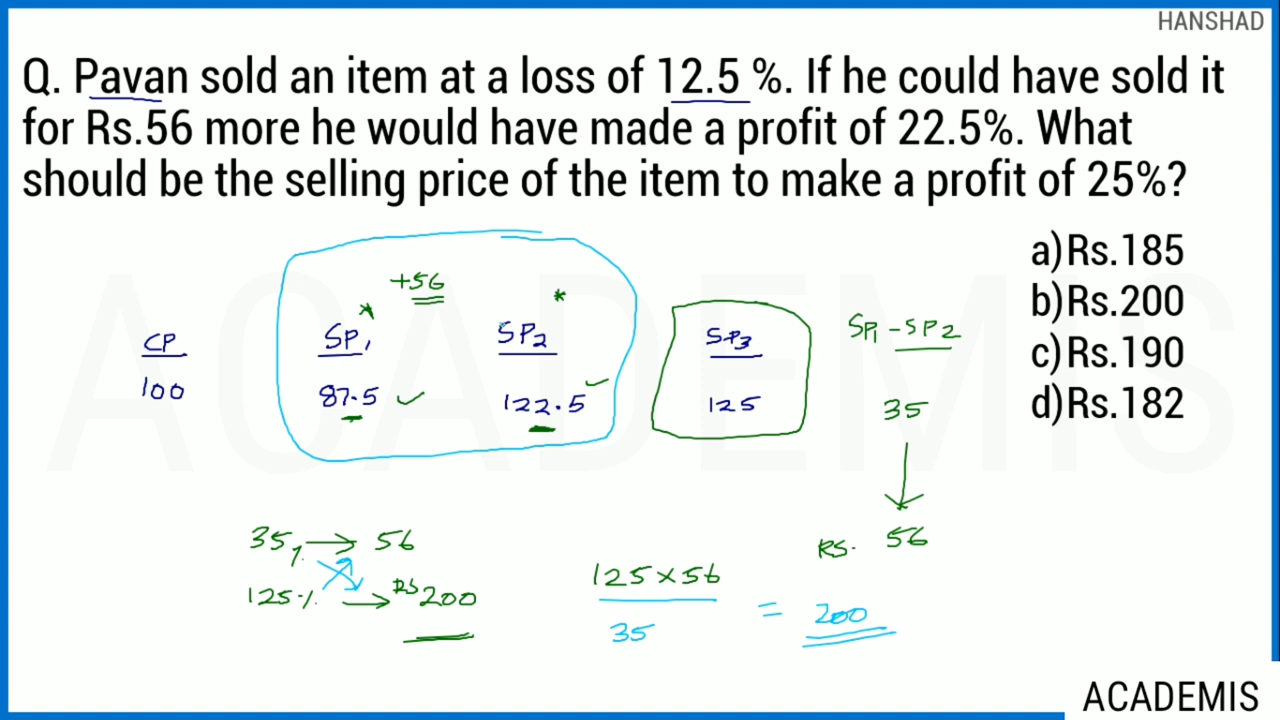 HANSHAD
Q. Pavan sold an item at a loss of 12.5 %. If he could have sold it
for Rs.56 more he would have made a profit of 22.5%. What
should be the selling price of the item to make a profit of 25%?
a)Rs.185
b)Rs.200
c)Rs.190
d)Rs.182
+56
CP
SP1
SP2
SP3
SP1 - SP2
100
87.5
122.5
125
35
Rs. 56
35% → 56
125% → Rs 200
125 × 56
35
= 200
ACADEMIS
ACADEMIS